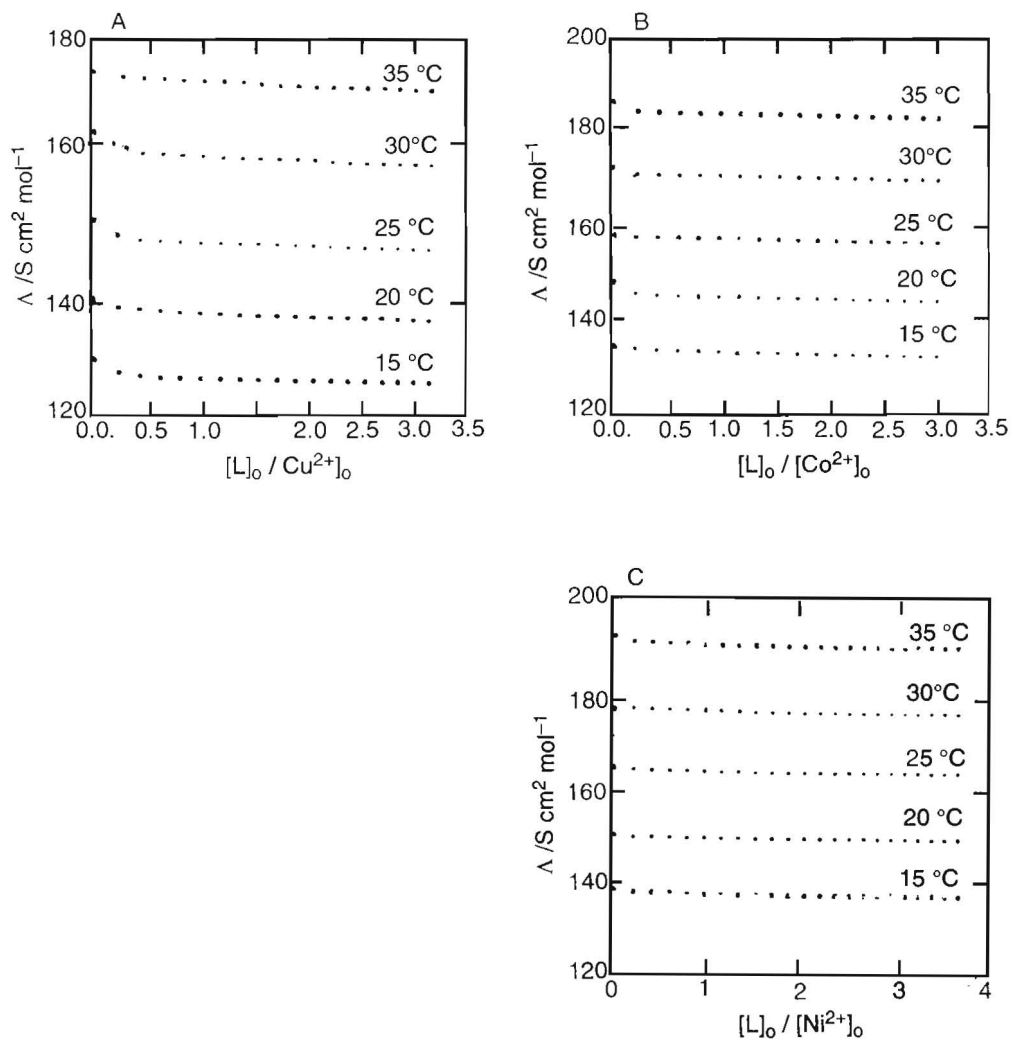 A
180
160
140
120
Λ /S cm² mol⁻¹
35 °C
30°C
25 °C
20 °C
15 °C
0.0. 0.5 1.0 2.0 3.0 3.5
[L]ₒ / Cu²⁺]ₒ
B
200
180
160
140
120
Λ /S cm² mol⁻¹
35 °C
30°C
25 °C
20 °C
15 °C
0.0. 0.5 1.0 1.5 2.0 2.5 3.0 3.5
[L]ₒ / [Co²⁺]ₒ
C
200
180
160
140
120
Λ /S cm² mol⁻¹
35 °C
30°C
25 °C
20 °C
15 °C
0 1 2 3 4
[L]ₒ / [Ni²⁺]ₒ